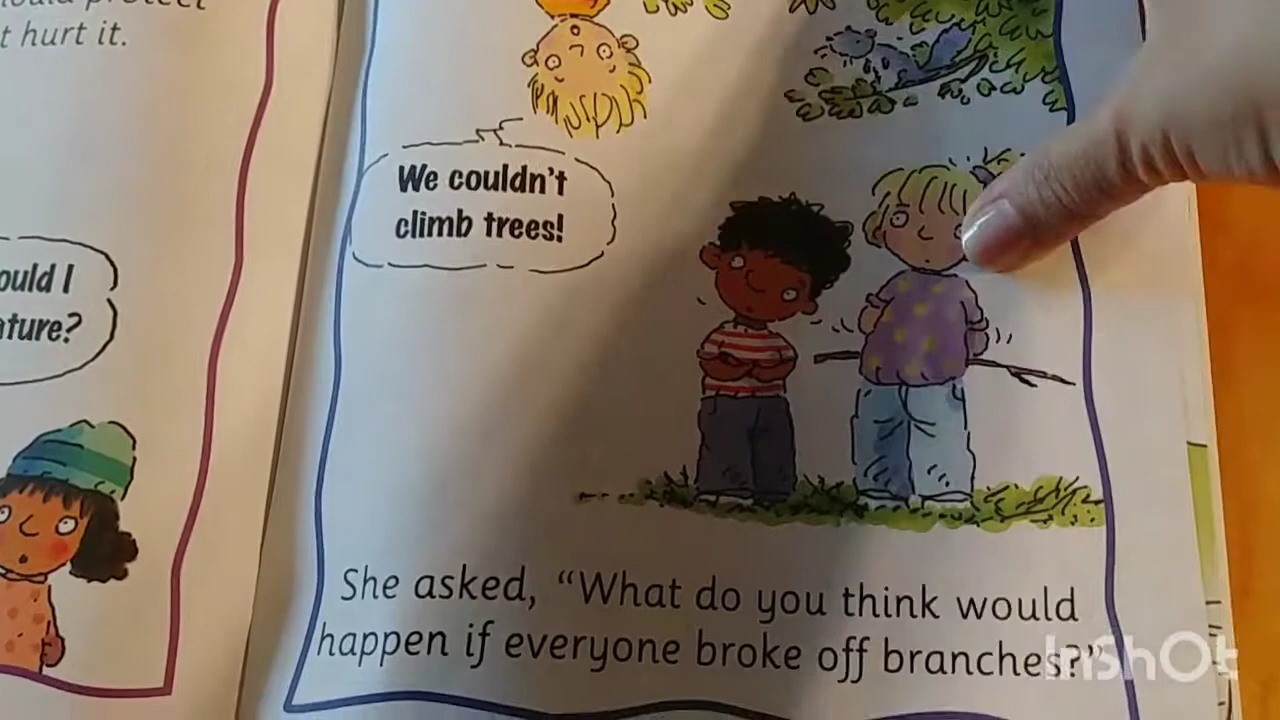 t hurt it.
ould I
ature?
We couldn't
climb trees!
She asked, “What do you think would
happen if everyone broke off branches?”
InShOt